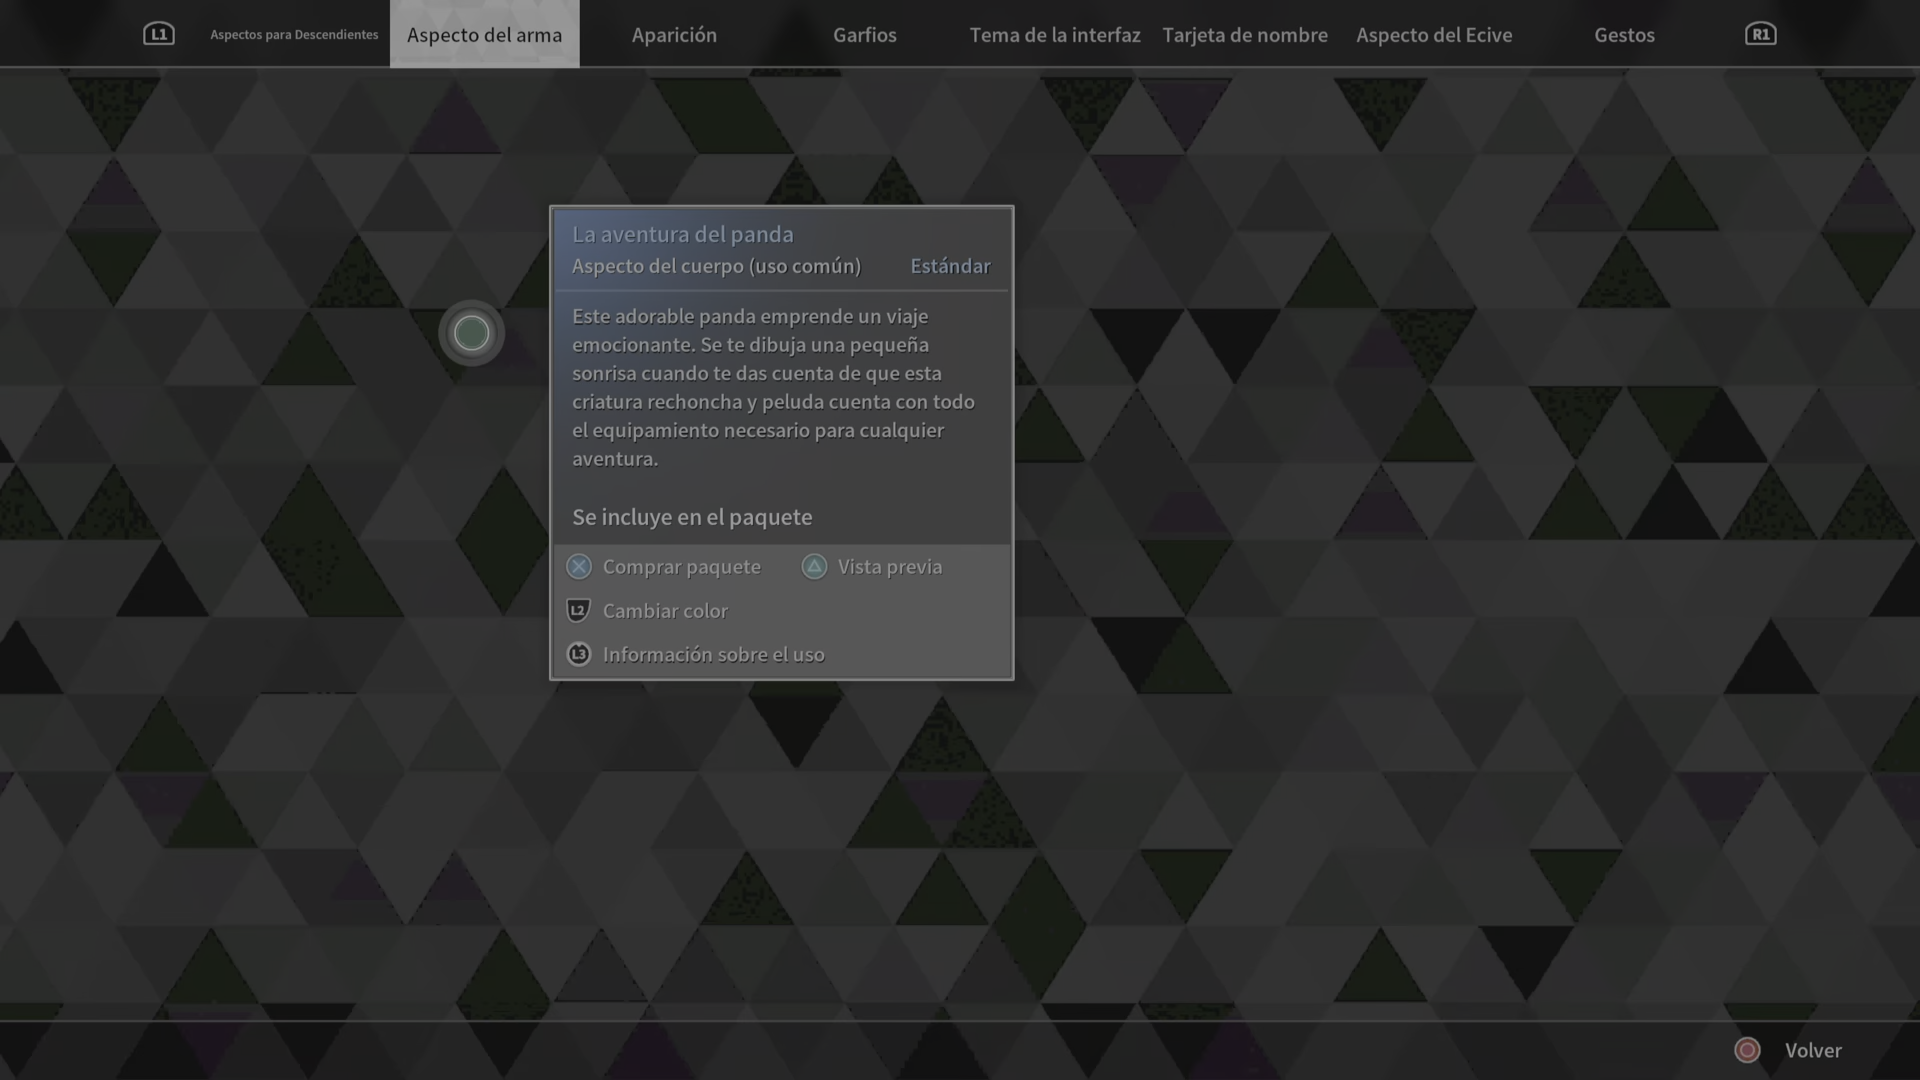 L1 Aspectos para Descendientes Aspecto del arma Aparición Garfios Tema de la interfaz Tarjeta de nombre Aspecto del Ecive Gestos R1
La aventura del panda
Aspecto del cuerpo (uso común) Estándar
Este adorable panda emprende un viaje
emocionante. Se te dibuja una pequeña
sonrisa cuando te das cuenta de que esta
criatura rechoncha y peluda cuenta con todo
el equipamiento necesario para cualquier
aventura.
Se incluye en el paquete
Comprar paquete Vista previa
L2 Cambiar color
L3 Información sobre el uso
Volver